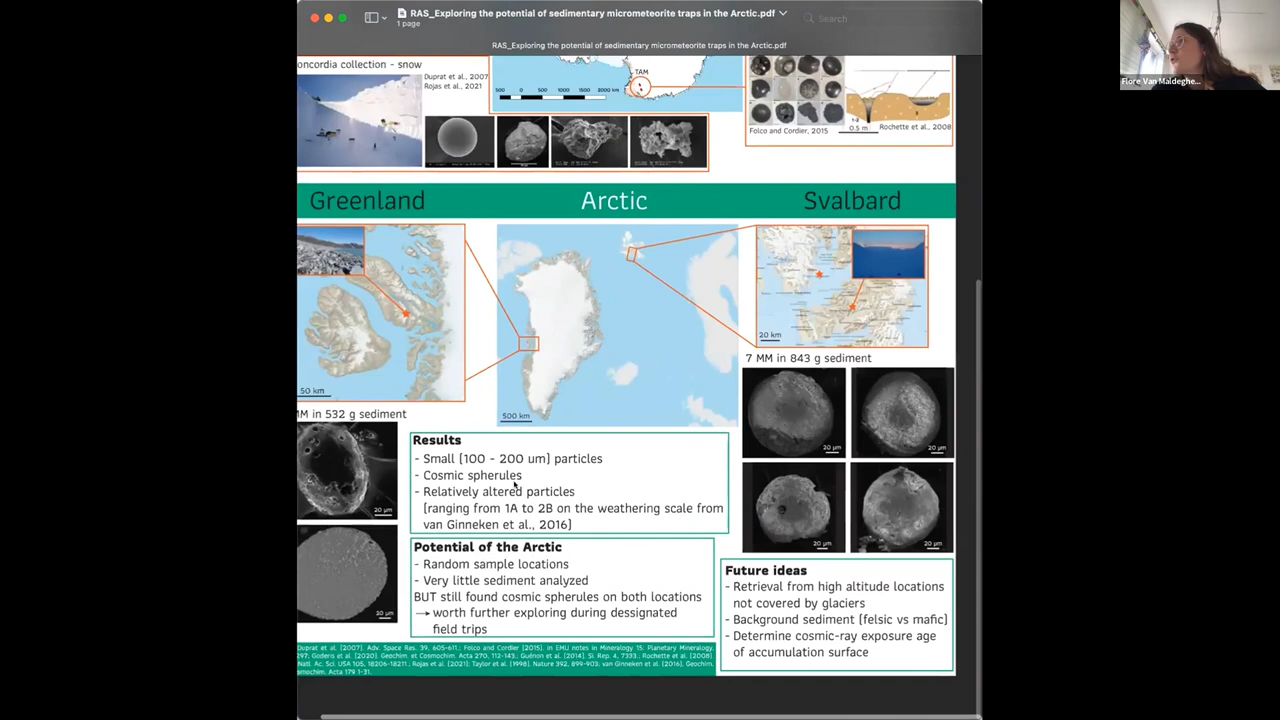 RAS_Exploring the potential of sedimentary micrometeorite traps in the Arctic.pdf
1 page
Search
RAS_Exploring the potential of sedimentary micrometeorite traps in the Arctic.pdf
Flore Van Maldeghe...
oncordia collection - snow
Duprat et al., 2007
Rojas et al., 2021
TAM
500 0 500 1000 1500 2000 km
Folco and Cordier, 2015
0.5 m
Rochette et al., 2008
Greenland
Arctic
Svalbard
50 km
500 km
20 km
MM in 532 g sediment
20 µm
20 µm
7 MM in 843 g sediment
20 µm
20 µm
20 µm
20 µm
Results
- Small [100 - 200 um] particles
- Cosmic spherules
- Relatively altered particles
[ranging from 1A to 2B on the weathering scale from
van Ginneken et al., 2016]
Potential of the Arctic
- Random sample locations
- Very little sediment analyzed
BUT still found cosmic spherules on both locations
→ worth further exploring during dessignated
field trips
Future ideas
- Retrieval from high altitude locations
not covered by glaciers
- Background sediment [felsic vs mafic]
- Determine cosmic-ray exposure age
of accumulation surface
Duprat et al. [2007]. Adv. Space Res. 39, 605-611.; Folco and Cordier [2015]. in EMU notes in Mineralogy 15: Planetary Mineralogy,
297; Goderis et al. [2020]. Geochim. et Cosmochim. Acta 270, 112-143.; Guénon et al. [2014]. Si. Rep. 4, 7333.; Rochette et al. [2008]
Natl. Ac. Sci. USA 105, 18206-18211.; Rojas et al. [2021]; Taylor et al. [1998]. Nature 392, 899-903; van Ginneken et al. [2016], Geochim.
smochim. Acta 179 1-31.